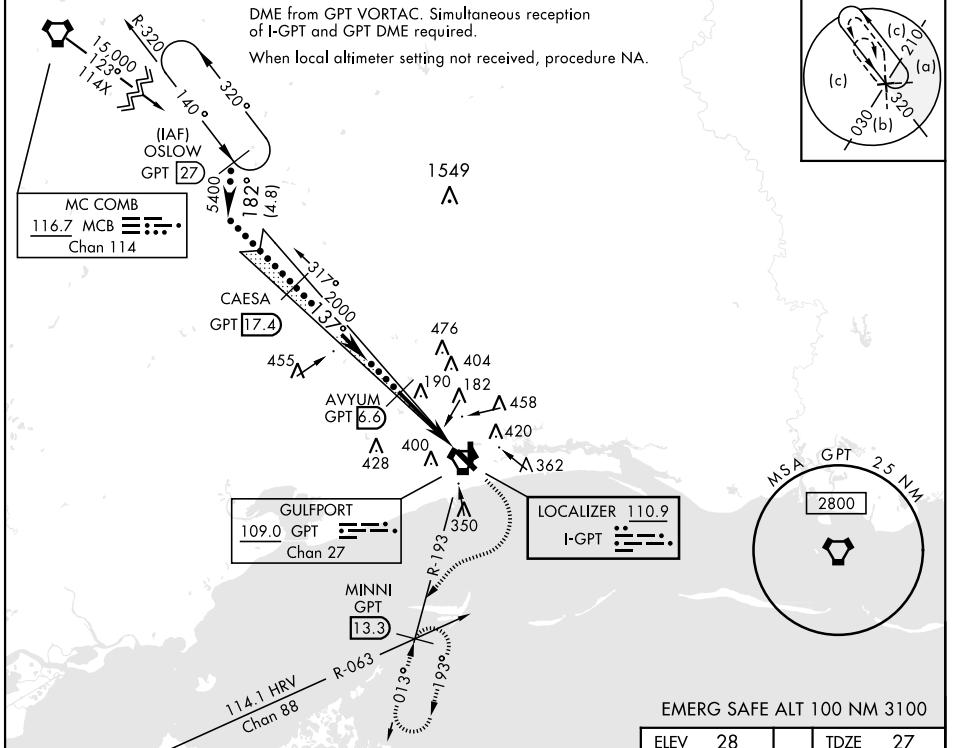 DME from GPT VORTAC. Simultaneous reception
of I-GPT and GPT DME required.
When local altimeter setting not received, procedure NA.
R-320
15,000
123°
114X
140°
320°
(IAF)
OSLOW
GPT 27
5400
182°
(4.8)
MC COMB
116.7 MCB
Chan 114
1549
(c)
210
(a)
(c)
320
(b)
030
317°
2000
137°
CAESA
GPT 17.4
455
476
404
190
182
458
420
362
AVYUM
GPT 6.6
428
400
350
GULFPORT
109.0 GPT
Chan 27
LOCALIZER 110.9
I-GPT
MSA GPT 25 NM
2800
R-193
MINNI
GPT
13.3
R-063
013°
193°
114.1 HRV
Chan 88
EMERG SAFE ALT 100 NM 3100
ELEV 28 TDZE 27